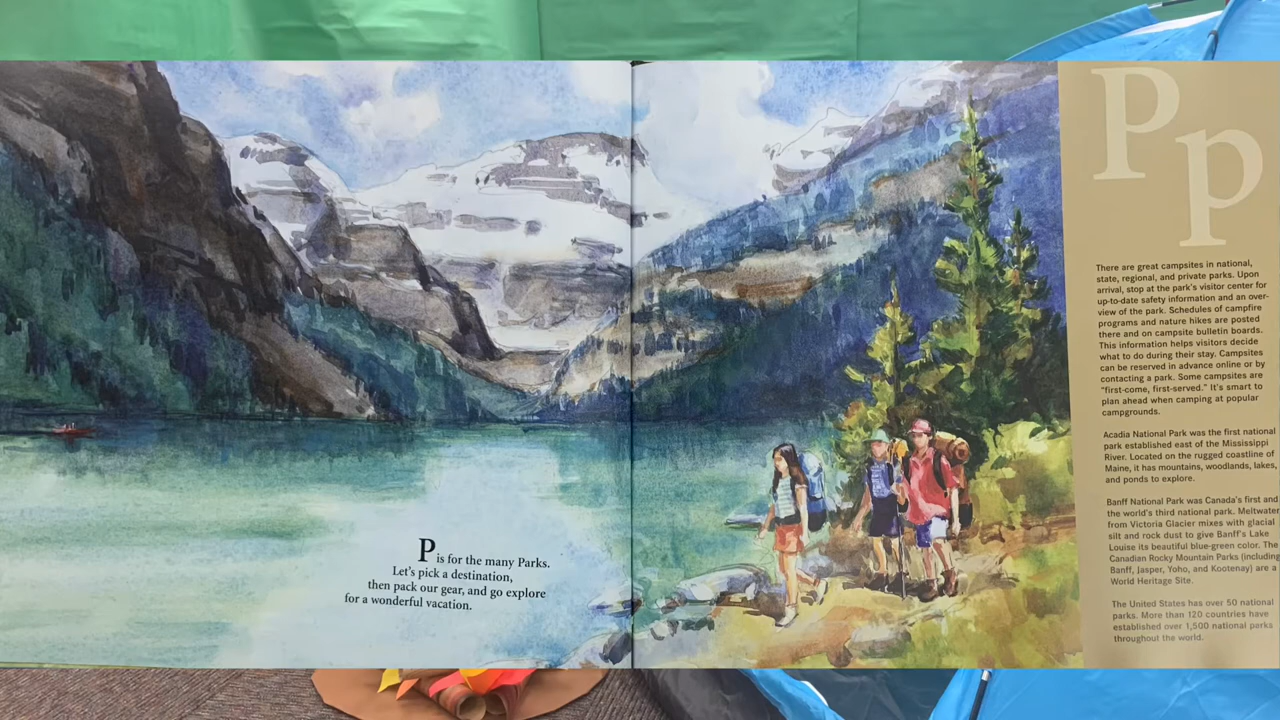 P is for the many Parks.
Let's pick a destination,
then pack our gear, and go explore
for a wonderful vacation.
Pp
There are great campsites in national,
state, regional, and private parks. Upon
arrival, stop at the park's visitor center for
up-to-date safety information and an over-
view of the park. Schedules of campfire
programs and nature hikes are posted
there and on campsite bulletin boards.
This information helps visitors decide
what to do during their stay. Campsites
can be reserved in advance online or by
contacting a park. Some campsites are
"first-come, first-served." It's smart to
plan ahead when camping at popular
campgrounds.
Acadia National Park was the first national
park established east of the Mississippi
River. Located on the rugged coastline of
Maine, it has mountains, woodlands, lakes,
and ponds to explore.
Banff National Park was Canada's first and
the world's third national park. Meltwater
from Victoria Glacier mixes with glacial
silt and rock dust to give Banff's Lake
Louise its beautiful blue-green color. The
Canadian Rocky Mountain Parks (including
Banff, Jasper, Yoho, and Kootenay) are a
World Heritage Site.
The United States has over 50 national
parks. More than 120 countries have
established over 1,500 national parks
throughout the world.